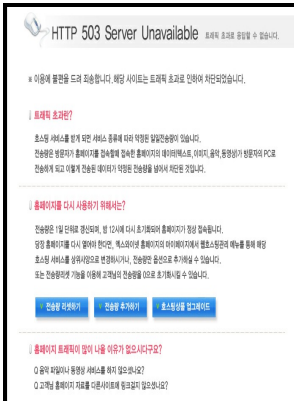 HTTP 503 Server Unavailable 트래픽 초과로 응답할 수 없습니다.
이용에 불편을 드려 죄송합니다. 해당 사이트는 트래픽 초과로 인하여 차단되었습니다.
트래픽 초과란?
호스팅 서비스를 받게 되면 서비스 종류에 따라 약정된 일일전송량이 있습니다.
전송량은 방문자가 홈페이지를 접속할때 접속한 홈페이지의 데이터(텍스트,이미지,음악,동영상)가 방문자의 PC로
전송하게 되고 이렇게 전송된 데이터가 약정된 전송량을 넘어서 차단된 것입니다.
홈페이지를 다시 사용하기 위해서는?
전송량은 1일 단위로 갱신되며, 밤 12시에 다시 초기화되어 홈페이지가 정상 접속됩니다.
당장 홈페이지를 다시 열어야 한다면, 엑스와이넷 홈페이지의 마이페이지에서 웹호스팅관리 메뉴를 통해 해당
호스팅 서비스를 상위사양으로 변경하시거나, 전송량만 옵션으로 추가하실 수 있습니다.
또는 전송량리셋 기능을 이용해 고객님의 전송량을 0으로 초기화시킬 수 있습니다.
전송량 리셋하기 전송량 추가하기 호스팅상품 업그레이드
홈페이지 트래픽이 많이 나올 이유가 없으시다구요?
Q 음악 파일이나 동영상 서비스를 하지 않으셨나요?
Q 고객님 홈페이지 자료를 다른사이트에 링크걸지 않으셨나요?